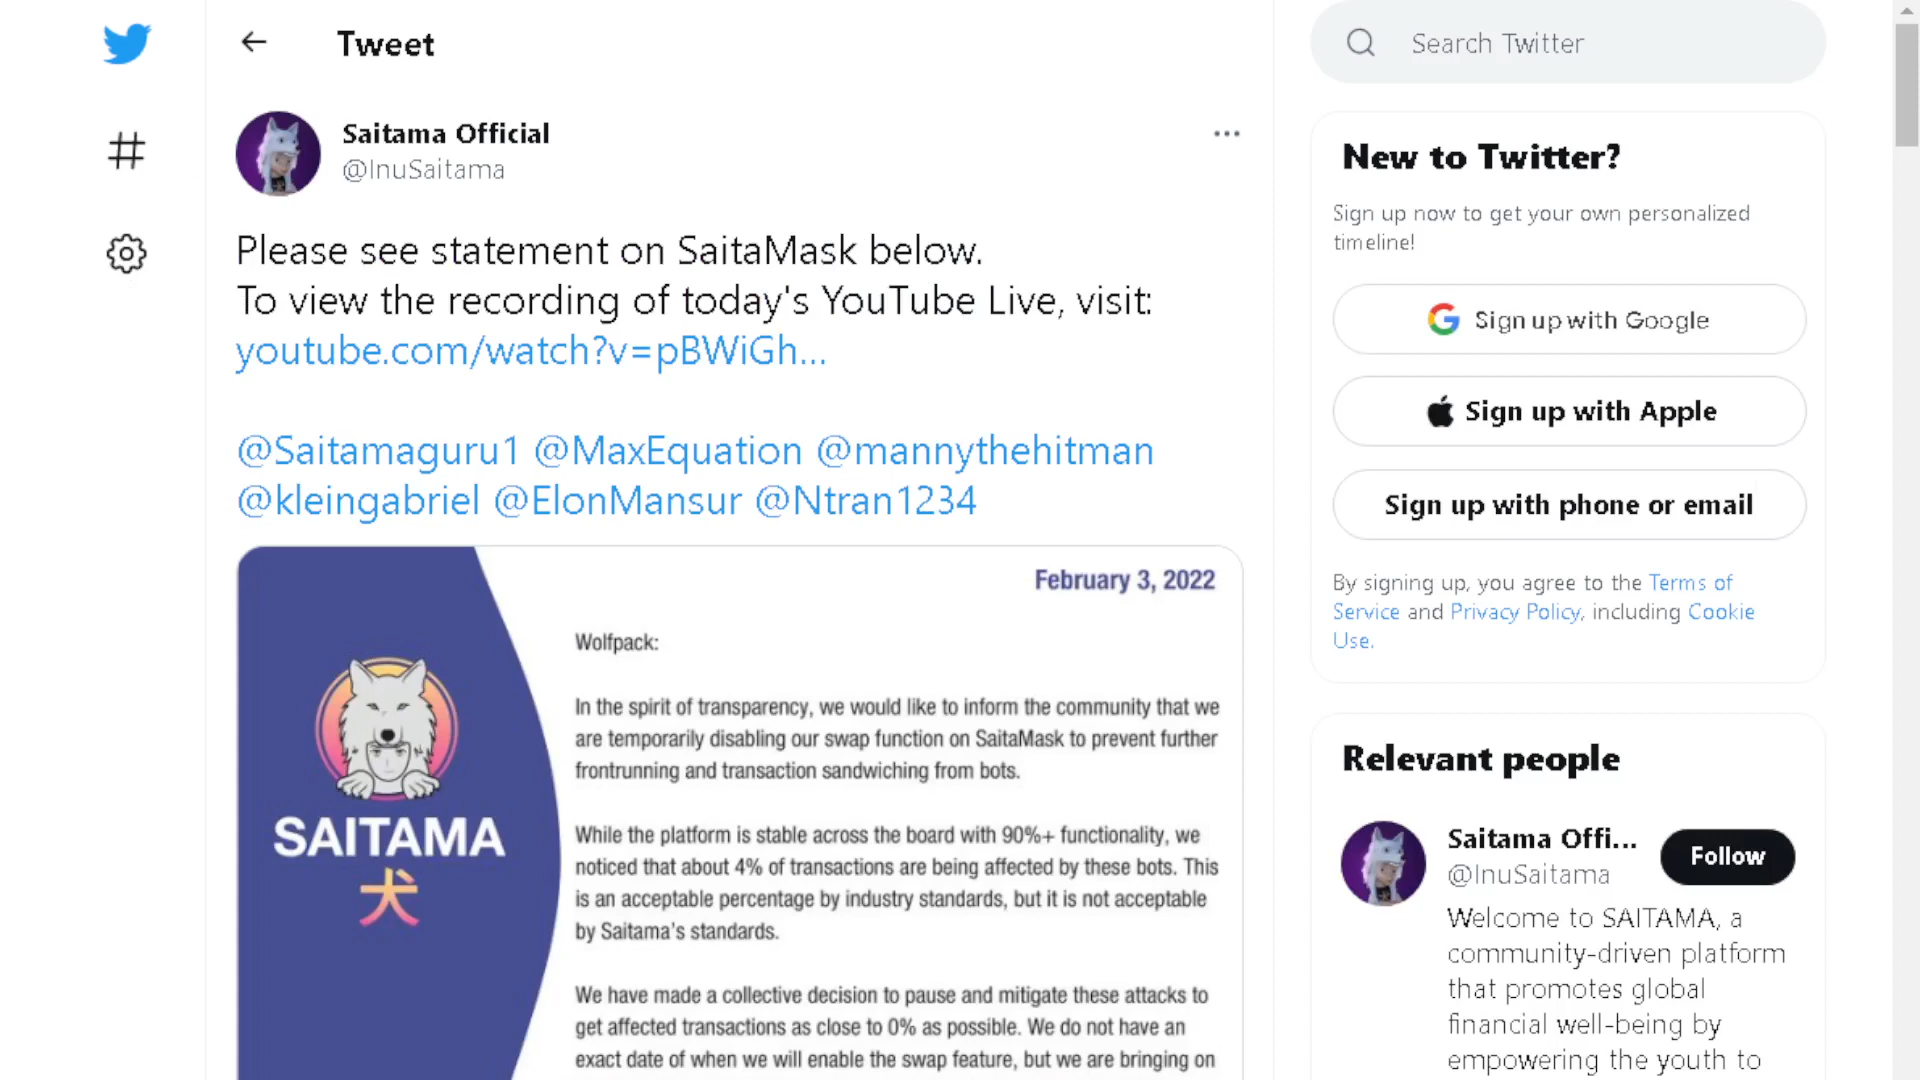 Tweet
Saitama Official
@InuSaitama
Please see statement on SaitaMask below.
To view the recording of today's YouTube Live, visit:
youtube.com/watch?v=pBWiGh...
@Saitamaguru1 @MaxEquation @mannythehitman
@kleingabriel @ElonMansur @Ntran1234
February 3, 2022
SAITAMA
犬
Wolfpack:
In the spirit of transparency, we would like to inform the community that we
are temporarily disabling our swap function on SaitaMask to prevent further
frontrunning and transaction sandwiching from bots.
While the platform is stable across the board with 90%+ functionality, we
noticed that about 4% of transactions are being affected by these bots. This
is an acceptable percentage by industry standards, but it is not acceptable
by Saitama's standards.
We have made a collective decision to pause and mitigate these attacks to
get affected transactions as close to 0% as possible. We do not have an
exact date of when we will enable the swap feature, but we are bringing on
Search Twitter
New to Twitter?
Sign up now to get your own personalized
timeline!
Sign up with Google
Sign up with Apple
Sign up with phone or email
By signing up, you agree to the Terms of
Service and Privacy Policy, including Cookie
Use.
Relevant people
Saitama Offi...
@InuSaitama
Follow
Welcome to SAITAMA, a
community-driven platform
that promotes global
financial well-being by
empowering the youth to